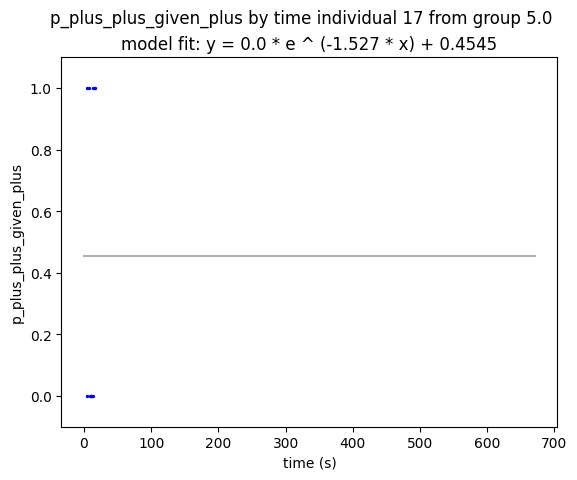 p_plus_plus_given_plus by time individual 17 from group 5.0
model fit: y = 0.0 * e ^ (-1.527 * x) + 0.4545
1.0
0.8
0.6
0.4
0.2
0.0
p_plus_plus_given_plus
0 100 200 300 400 500 600 700
time (s)